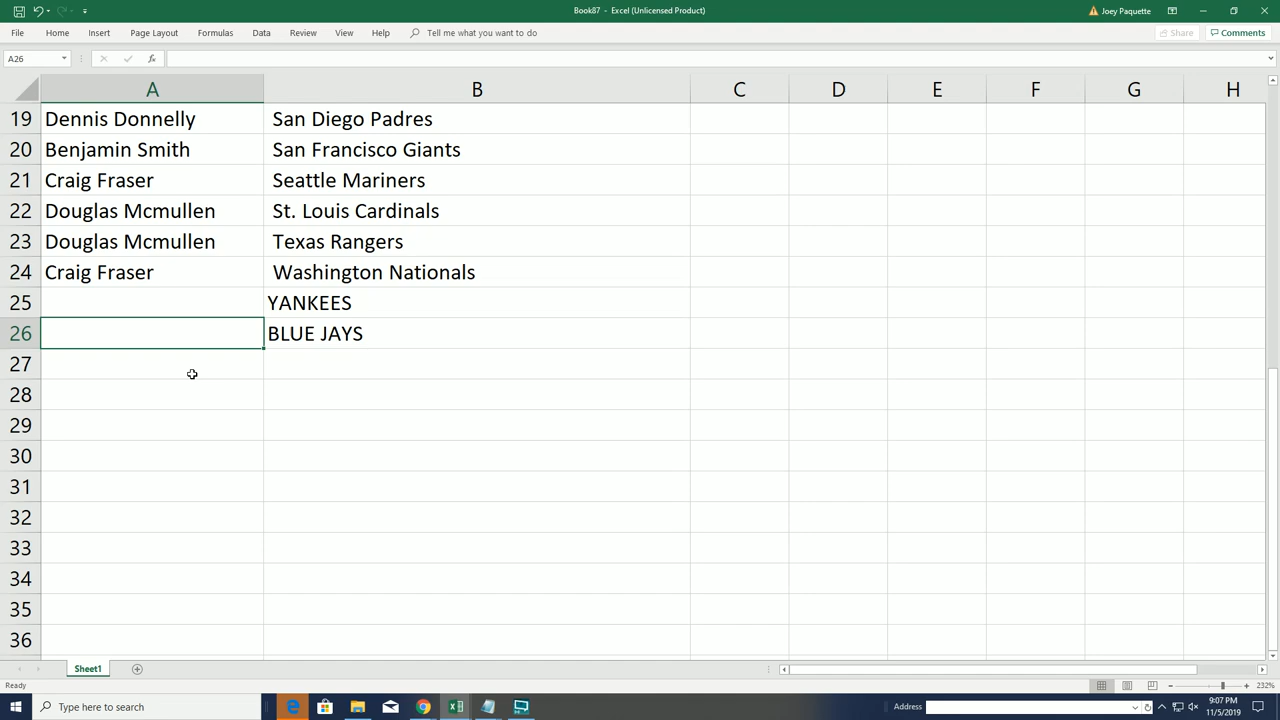 Book87 - Excel (Unlicensed Product)
Joey Paquette
File Home Insert Page Layout Formulas Data Review View Help Tell me what you want to do Share Comments
A26 fx
A B C D E F G H
19 Dennis Donnelly San Diego Padres
20 Benjamin Smith San Francisco Giants
21 Craig Fraser Seattle Mariners
22 Douglas Mcmullen St. Louis Cardinals
23 Douglas Mcmullen Texas Rangers
24 Craig Fraser Washington Nationals
25 YANKEES
26 BLUE JAYS
27
28
29
30
31
32
33
34
35
36
Sheet1
Ready 232%
Type here to search Address 9:07 PM
11/5/2019